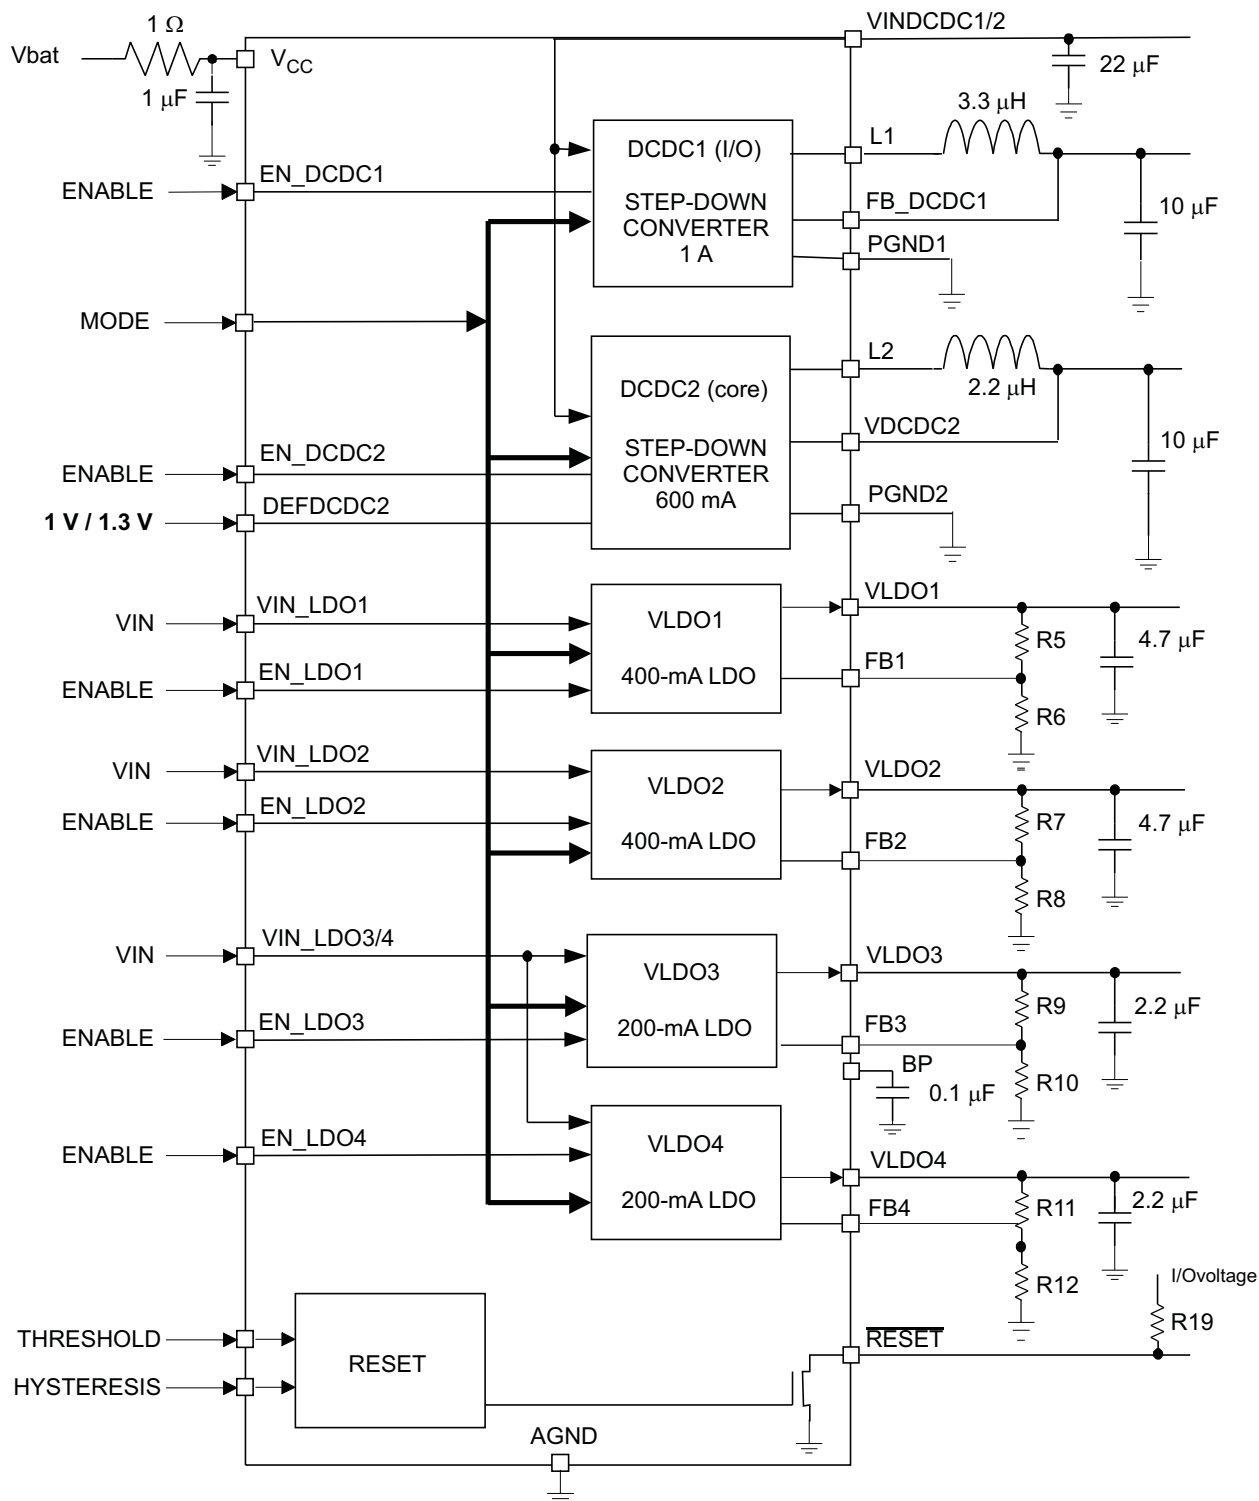 VINDCDC1/2
1 Ω
Vbat
VCC
22 μF
1 μF
3.3 μH
L1
DCDC1 (I/O)
EN_DCDC1
ENABLE
STEP-DOWN
CONVERTER
1 A
FB_DCDC1
10 μF
PGND1
MODE
L2
DCDC2 (core)
2.2 μH
VDCDC2
10 μF
EN_DCDC2
ENABLE
STEP-DOWN
CONVERTER
600 mA
PGND2
DEFDCDC2
1 V / 1.3 V
VLDO1
VIN_LDO1
VIN
VLDO1
R5
4.7 μF
FB1
EN_LDO1
ENABLE
400-mA LDO
R6
VIN_LDO2
VIN
VLDO2
VLDO2
EN_LDO2
ENABLE
R7
4.7 μF
400-mA LDO
FB2
R8
VIN_LDO3/4
VIN
VLDO3
VLDO3
R9
2.2 μF
EN_LDO3
ENABLE
200-mA LDO
FB3
BP
0.1 μF
R10
EN_LDO4
ENABLE
VLDO4
VLDO4
200-mA LDO
FB4
R11
2.2 μF
R12
I/Ovoltage
R19
THRESHOLD
RESET
RESET
HYSTERESIS
AGND